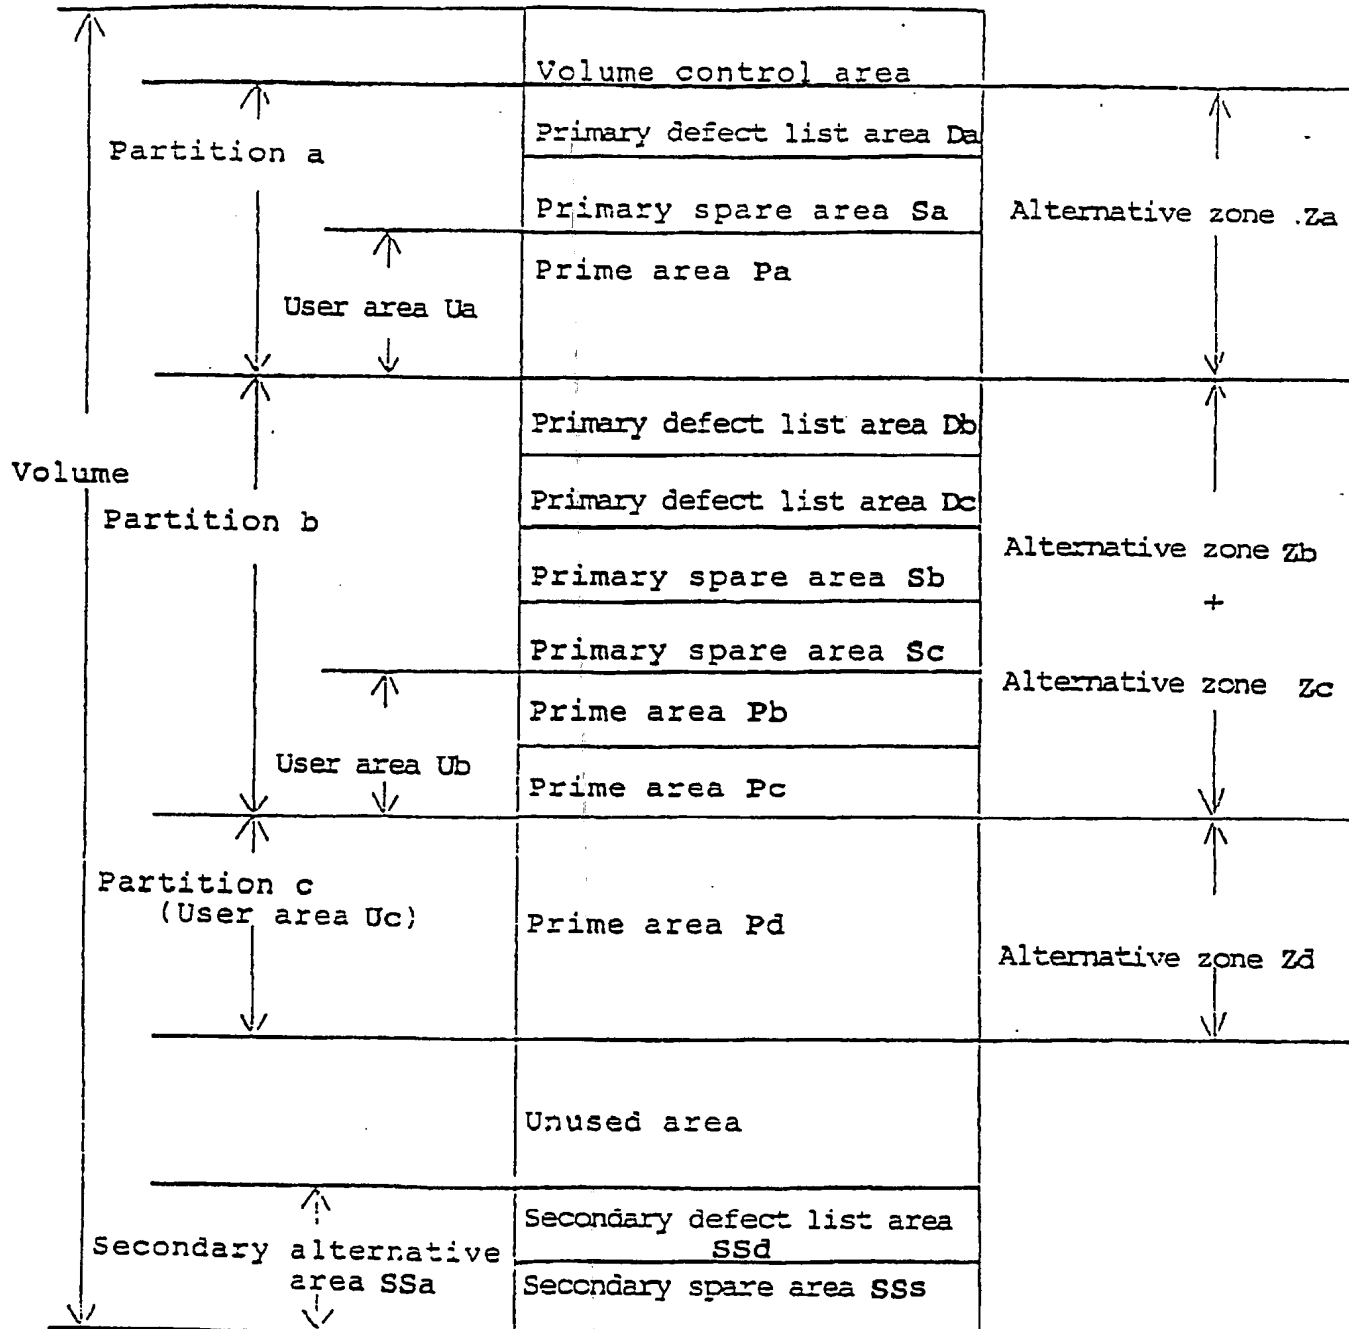 Volume control area
Primary defect list area Da
Partition a
Primary spare area Sa
Alternative zone .Za
Prime area Pa
User area Ua
Primary defect list area Db
Volume
Primary defect list area Dc
Partition b
Alternative zone Zb
Primary spare area Sb
+
Primary spare area Sc
Alternative zone Zc
Prime area Pb
User area Ub
Prime area Pc
Partition c
(User area Uc)
Prime area Pd
Alternative zone Zd
Unused area
Secondary defect list area
SSd
Secondary alternative
area SSa
Secondary spare area SSs